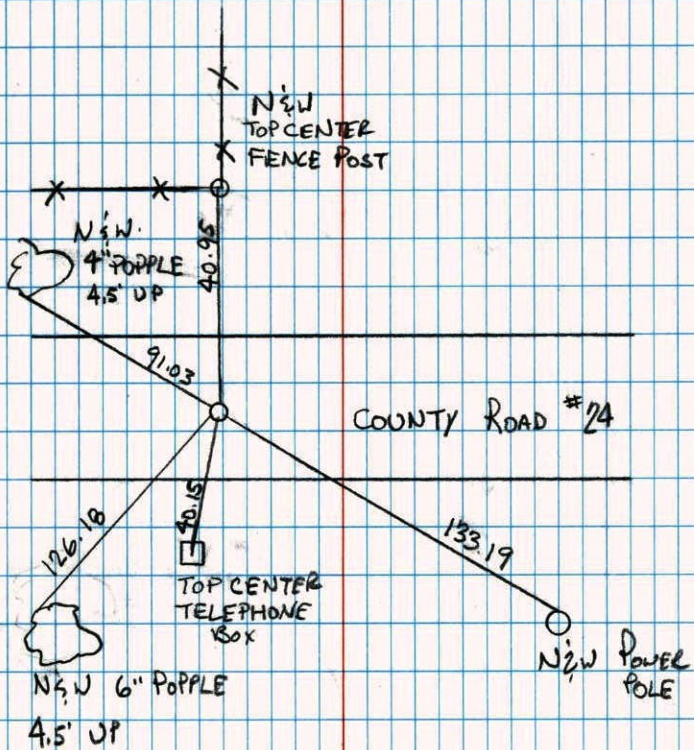 N&W
TOP CENTER
FENCE POST
N&W.
4" POPPLE
4.5' UP
40.95
91.03
COUNTY ROAD #24
40.15
126.18
133.19
TOP CENTER
TELEPHONE
BOX
N&W POWER
POLE
N&W 6" POPPLE
4.5' UP